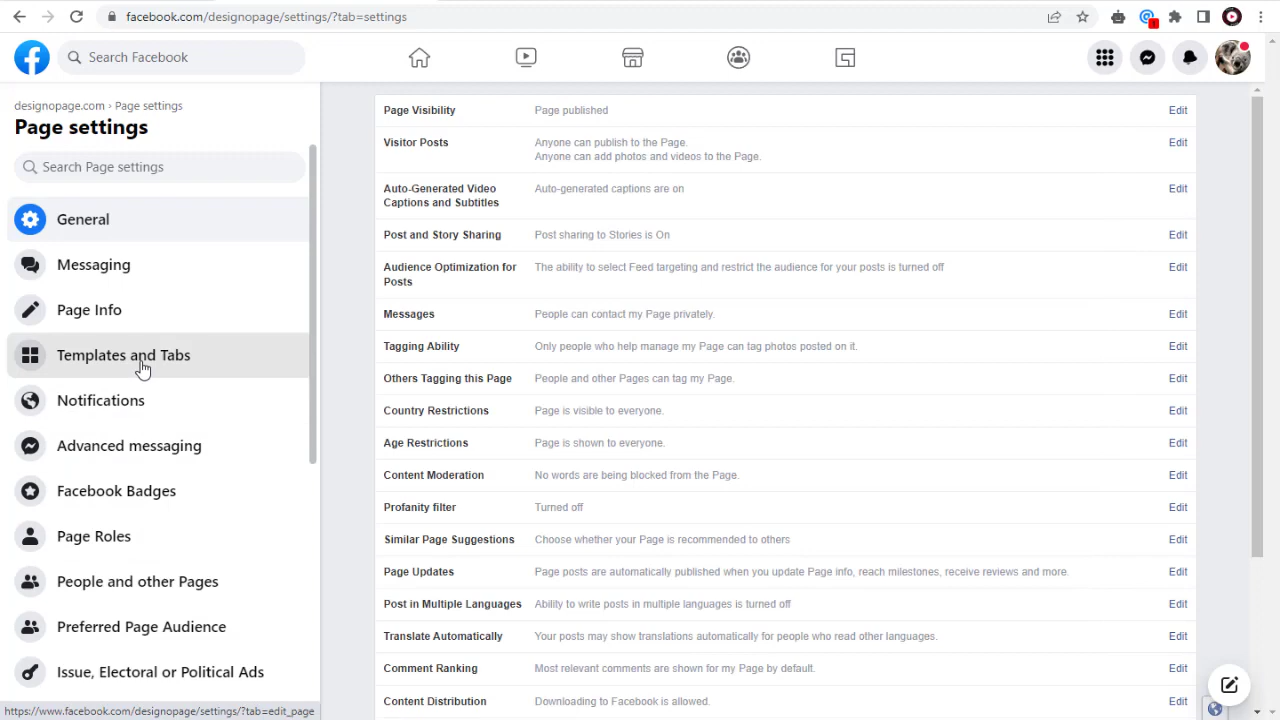 facebook.com/designopage/settings/?tab=settings
Search Facebook
designopage.com › Page settings
Page settings
Search Page settings
General
Messaging
Page Info
Templates and Tabs
Notifications
Advanced messaging
Facebook Badges
Page Roles
People and other Pages
Preferred Page Audience
Issue, Electoral or Political Ads
https://www.facebook.com/designopage/settings/?tab=edit_page
Page Visibility Page published Edit
Visitor Posts Anyone can publish to the Page. Edit
Anyone can add photos and videos to the Page.
Auto-Generated Video Auto-generated captions are on Edit
Captions and Subtitles
Post and Story Sharing Post sharing to Stories is On Edit
Audience Optimization for The ability to select Feed targeting and restrict the audience for your posts is turned off Edit
Posts
Messages People can contact my Page privately. Edit
Tagging Ability Only people who help manage my Page can tag photos posted on it. Edit
Others Tagging this Page People and other Pages can tag my Page. Edit
Country Restrictions Page is visible to everyone. Edit
Age Restrictions Page is shown to everyone. Edit
Content Moderation No words are being blocked from the Page. Edit
Profanity filter Turned off Edit
Similar Page Suggestions Choose whether your Page is recommended to others Edit
Page Updates Page posts are automatically published when you update Page info, reach milestones, receive reviews and more. Edit
Post in Multiple Languages Ability to write posts in multiple languages is turned off Edit
Translate Automatically Your posts may show translations automatically for people who read other languages. Edit
Comment Ranking Most relevant comments are shown for my Page by default. Edit
Content Distribution Downloading to Facebook is allowed. Edit